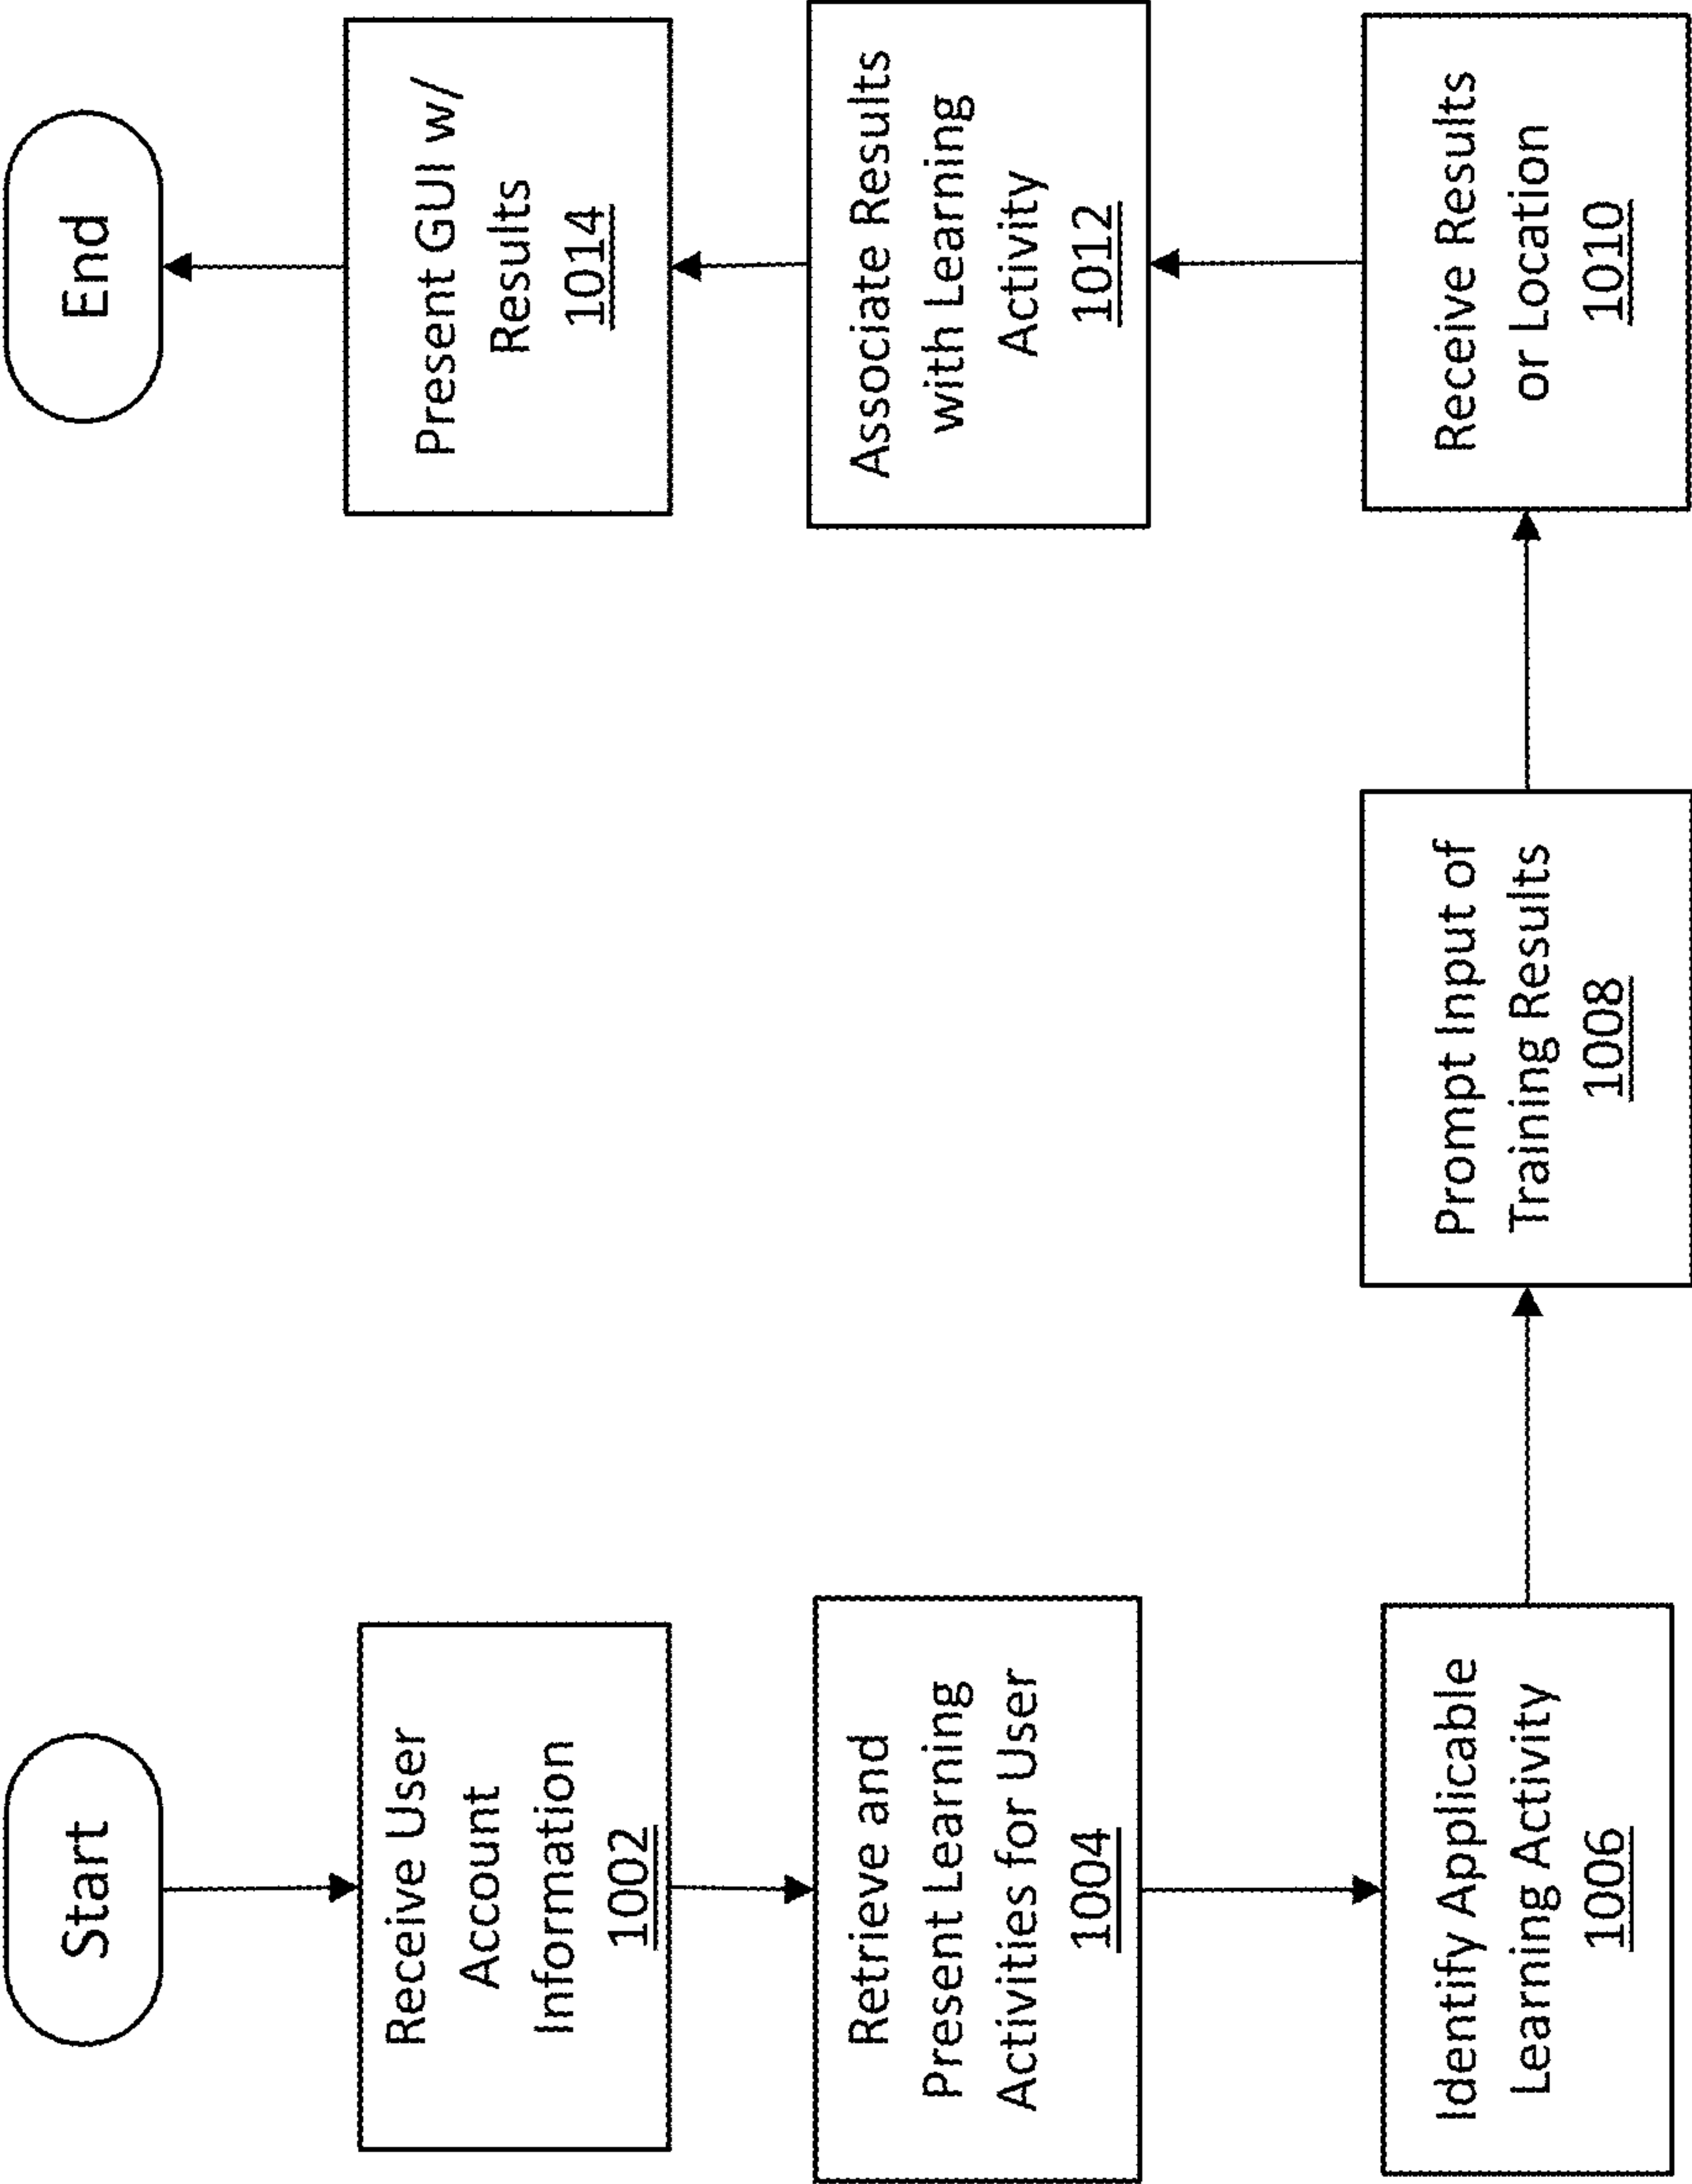 Start
Receive User
Account
Information
1002
Retrieve and
Present Learning
Activities for User
1004
Identify Applicable
Learning Activity
1006
Prompt Input of
Training Results
1008
Receive Results
or Location
1010
Associate Results
with Learning
Activity
1012
Present GUI w/
Results
1014
End